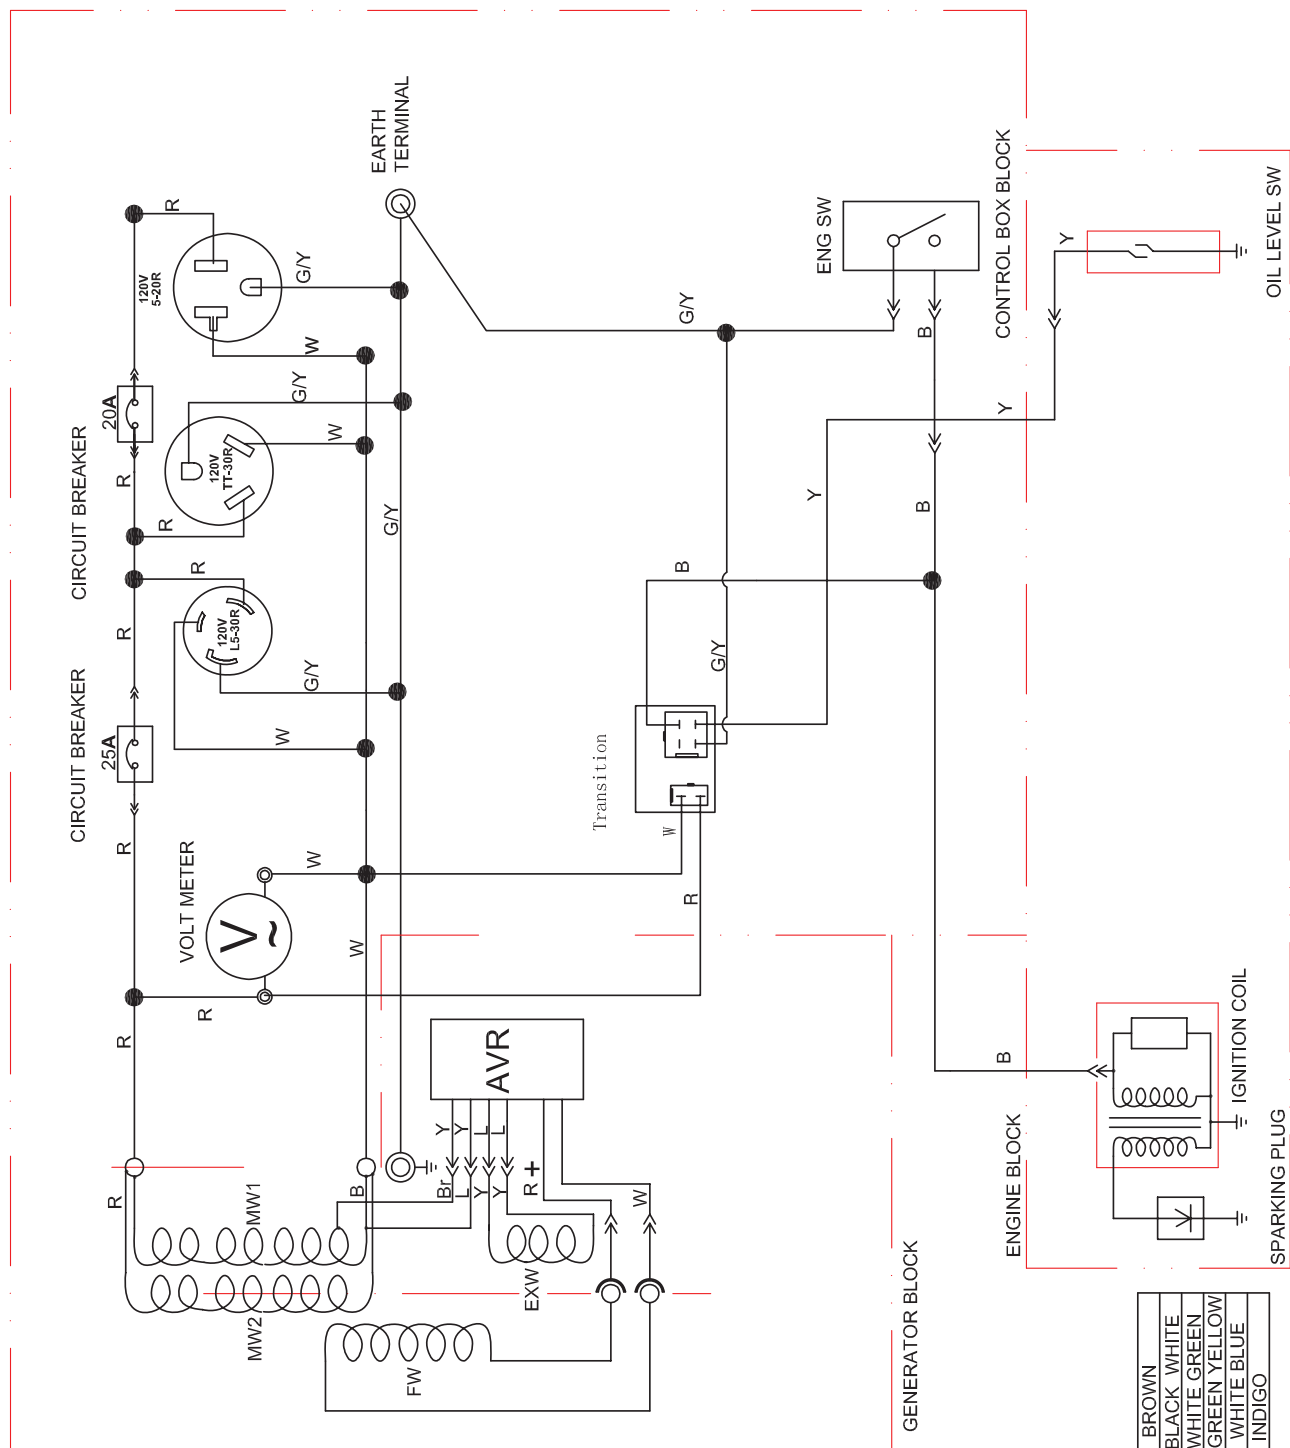 CIRCUIT BREAKER
CIRCUIT BREAKER
VOLT METER
25A
20A
120V
5-20R
120V
TT-30R
120V
L5-30R
EARTH
TERMINAL
R
R
R
R
R
R
R
R
R
R
R
W
W
W
W
W
W
W
G/Y
G/Y
G/Y
G/Y
G/Y
G/Y
V
~
Transition
ENG SW
CONTROL BOX BLOCK
OIL LEVEL SW
B
B
B
B
B
Y
Y
Y
AVR
Y
Y
L
L
Br
L
Y
Y
R +
W
MW1
MW2
EXW
FW
GENERATOR BLOCK
ENGINE BLOCK
IGNITION COIL
SPARKING PLUG
BROWN
BLACK WHITE
WHITE GREEN
GREEN YELLOW
WHITE BLUE
INDIGO